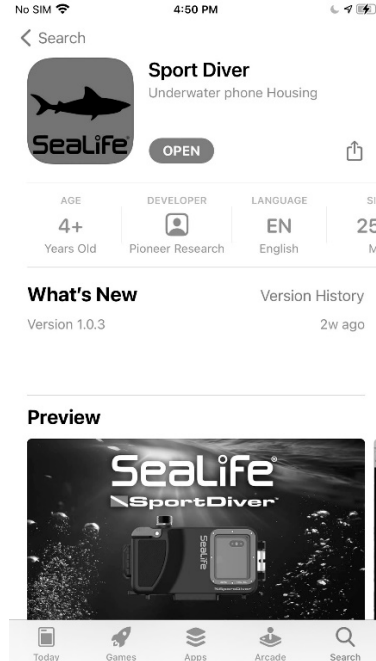 No SIM 4:50 PM
Search
SeaLife
Sport Diver
Underwater phone Housing
OPEN
AGE DEVELOPER LANGUAGE
4+ EN
Years Old Pioneer Research English
What's New Version History
Version 1.0.3 2w ago
Preview
SeaLife®
SportDiver™
SeaLife
SportDiver
Today Games Apps Arcade Search